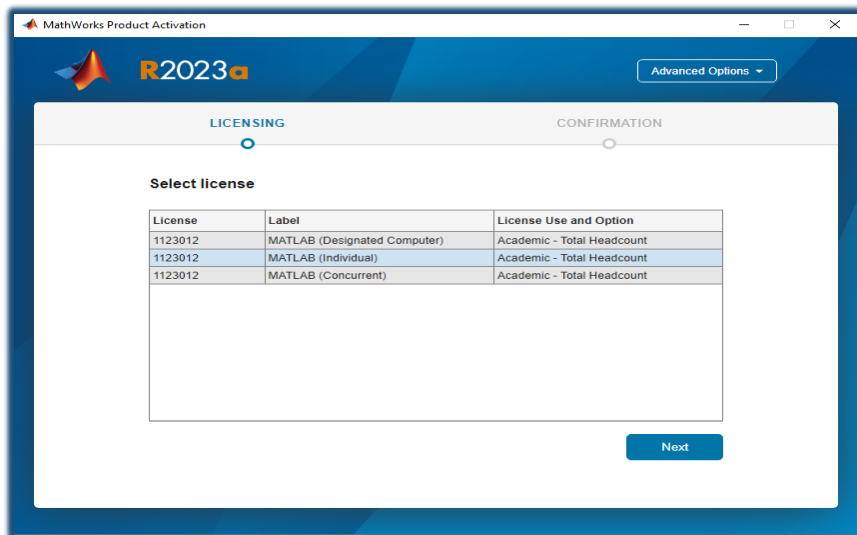 MathWorks Product Activation
R2023a
Advanced Options
LICENSING CONFIRMATION
Select license
License Label License Use and Option
1123012 MATLAB (Designated Computer) Academic - Total Headcount
1123012 MATLAB (Individual) Academic - Total Headcount
1123012 MATLAB (Concurrent) Academic - Total Headcount
Next